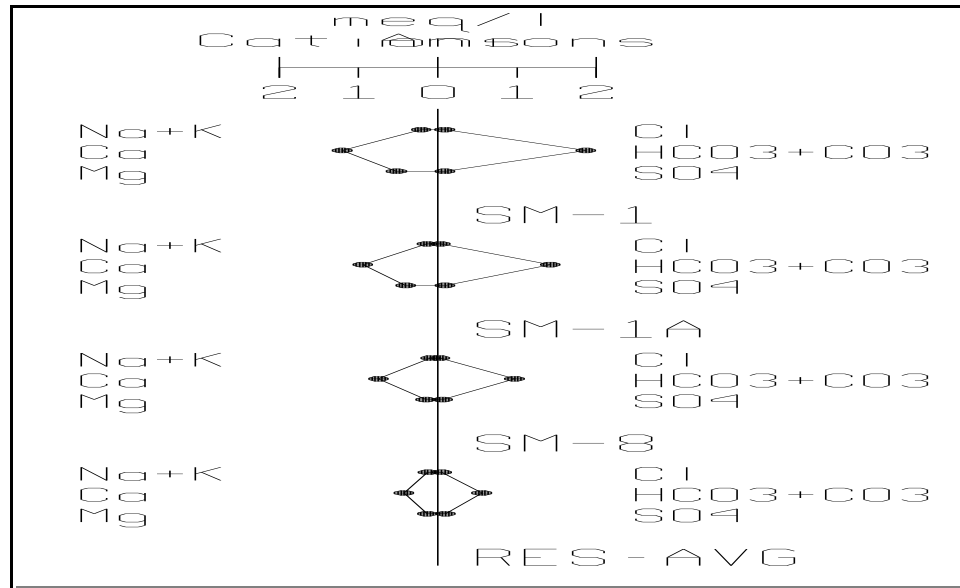 meq/l
Cations Anions
2 1 0 1 2
Na+K Cl
Ca HCO3+CO3
Mg SO4
SM-1
Na+K Cl
Ca HCO3+CO3
Mg SO4
SM-1A
Na+K Cl
Ca HCO3+CO3
Mg SO4
SM-8
Na+K Cl
Ca HCO3+CO3
Mg SO4
RES-AVG